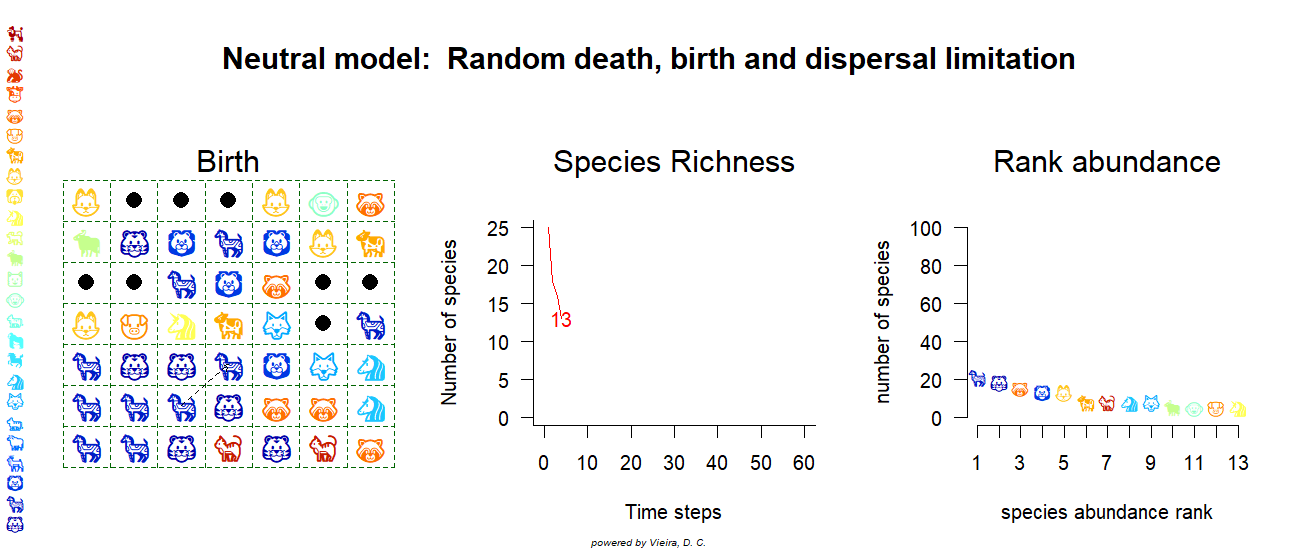 Neutral model: Random death, birth and dispersal limitation
Birth
Species Richness
Number of species
25
20
15
10
5
0
13
0 10 20 30 40 50 60
Time steps
Rank abundance
number of species
100
80
60
40
20
0
1 3 5 7 9 11 13
species abundance rank
powered by Vieira, D. C.